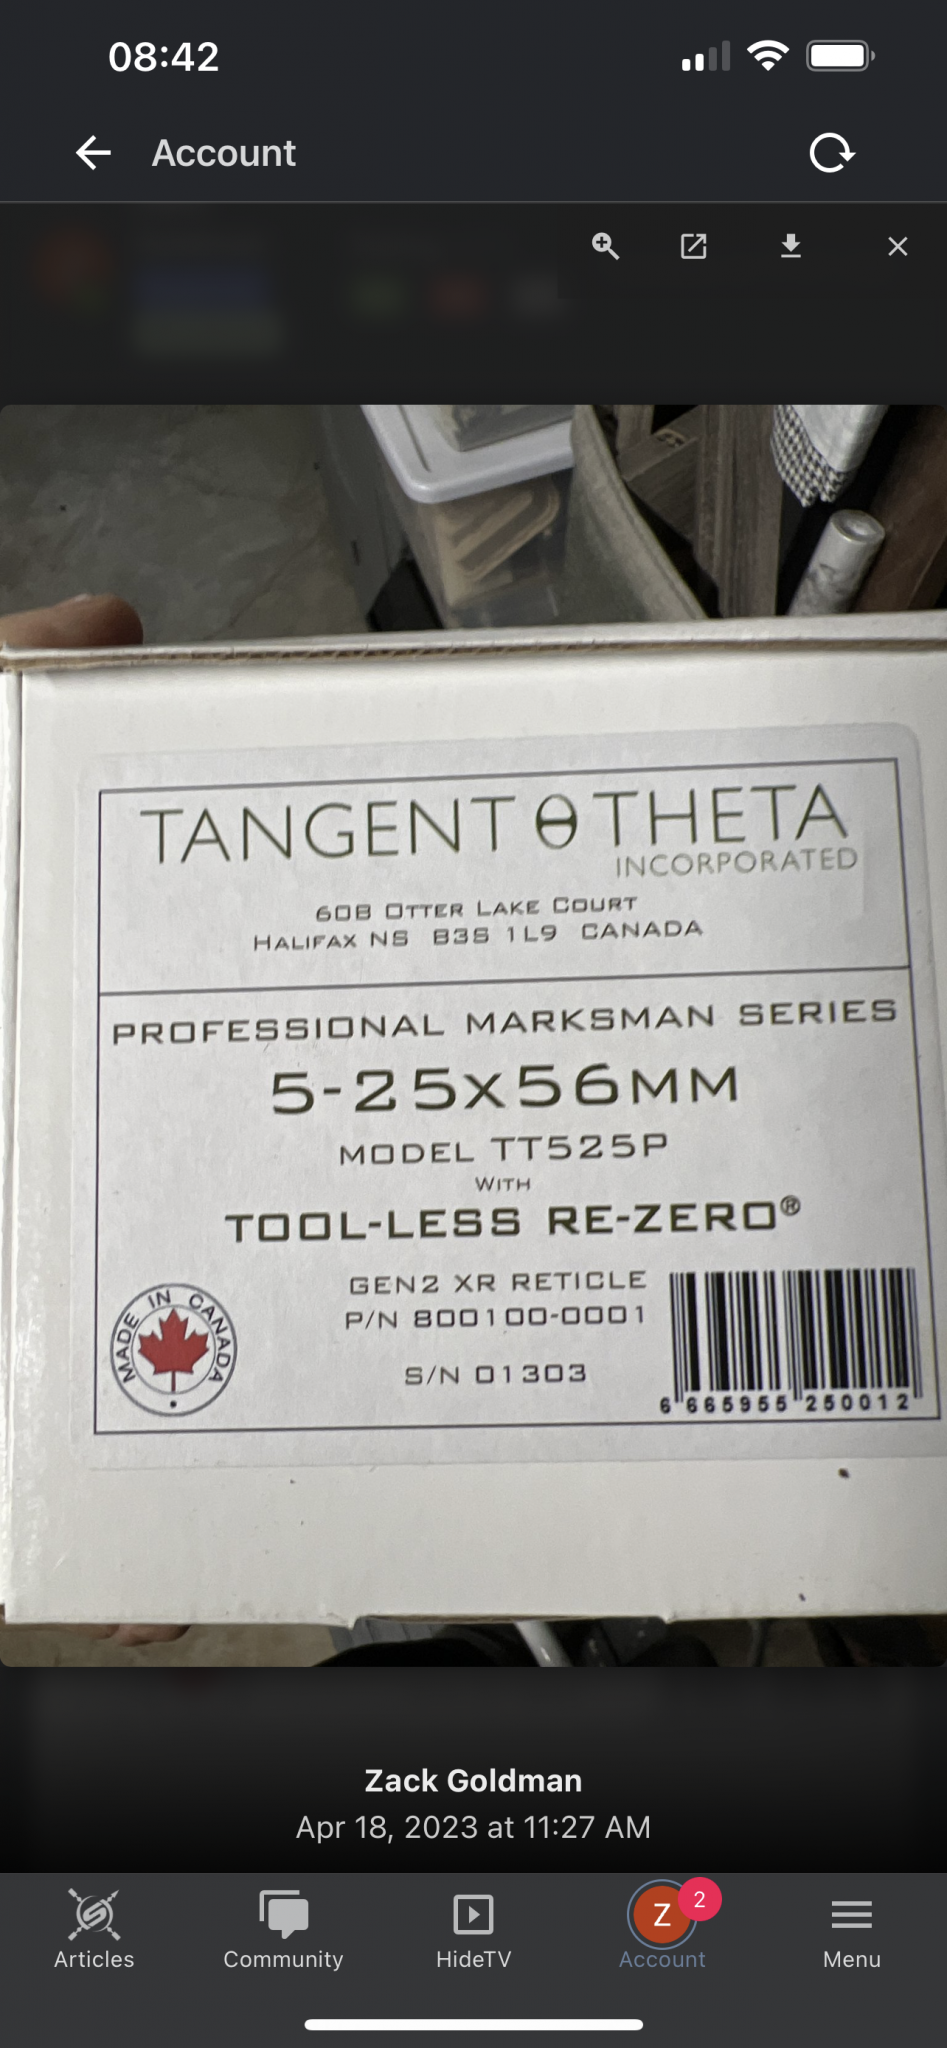 08:42
Account
TANGENT θ THETA
INCORPORATED
60B OTTER LAKE COURT
HALIFAX NS B3S 1L9 CANADA
PROFESSIONAL MARKSMAN SERIES
5-25x56MM
MODEL TT525P
WITH
TOOL-LESS RE-ZERO®
GEN2 XR RETICLE
P/N 800100-0001
S/N 01303
MADE IN CANADA
6 665955 250012
Zack Goldman
Apr 18, 2023 at 11:27 AM
Z
2
Articles
Community
HideTV
Account
Menu